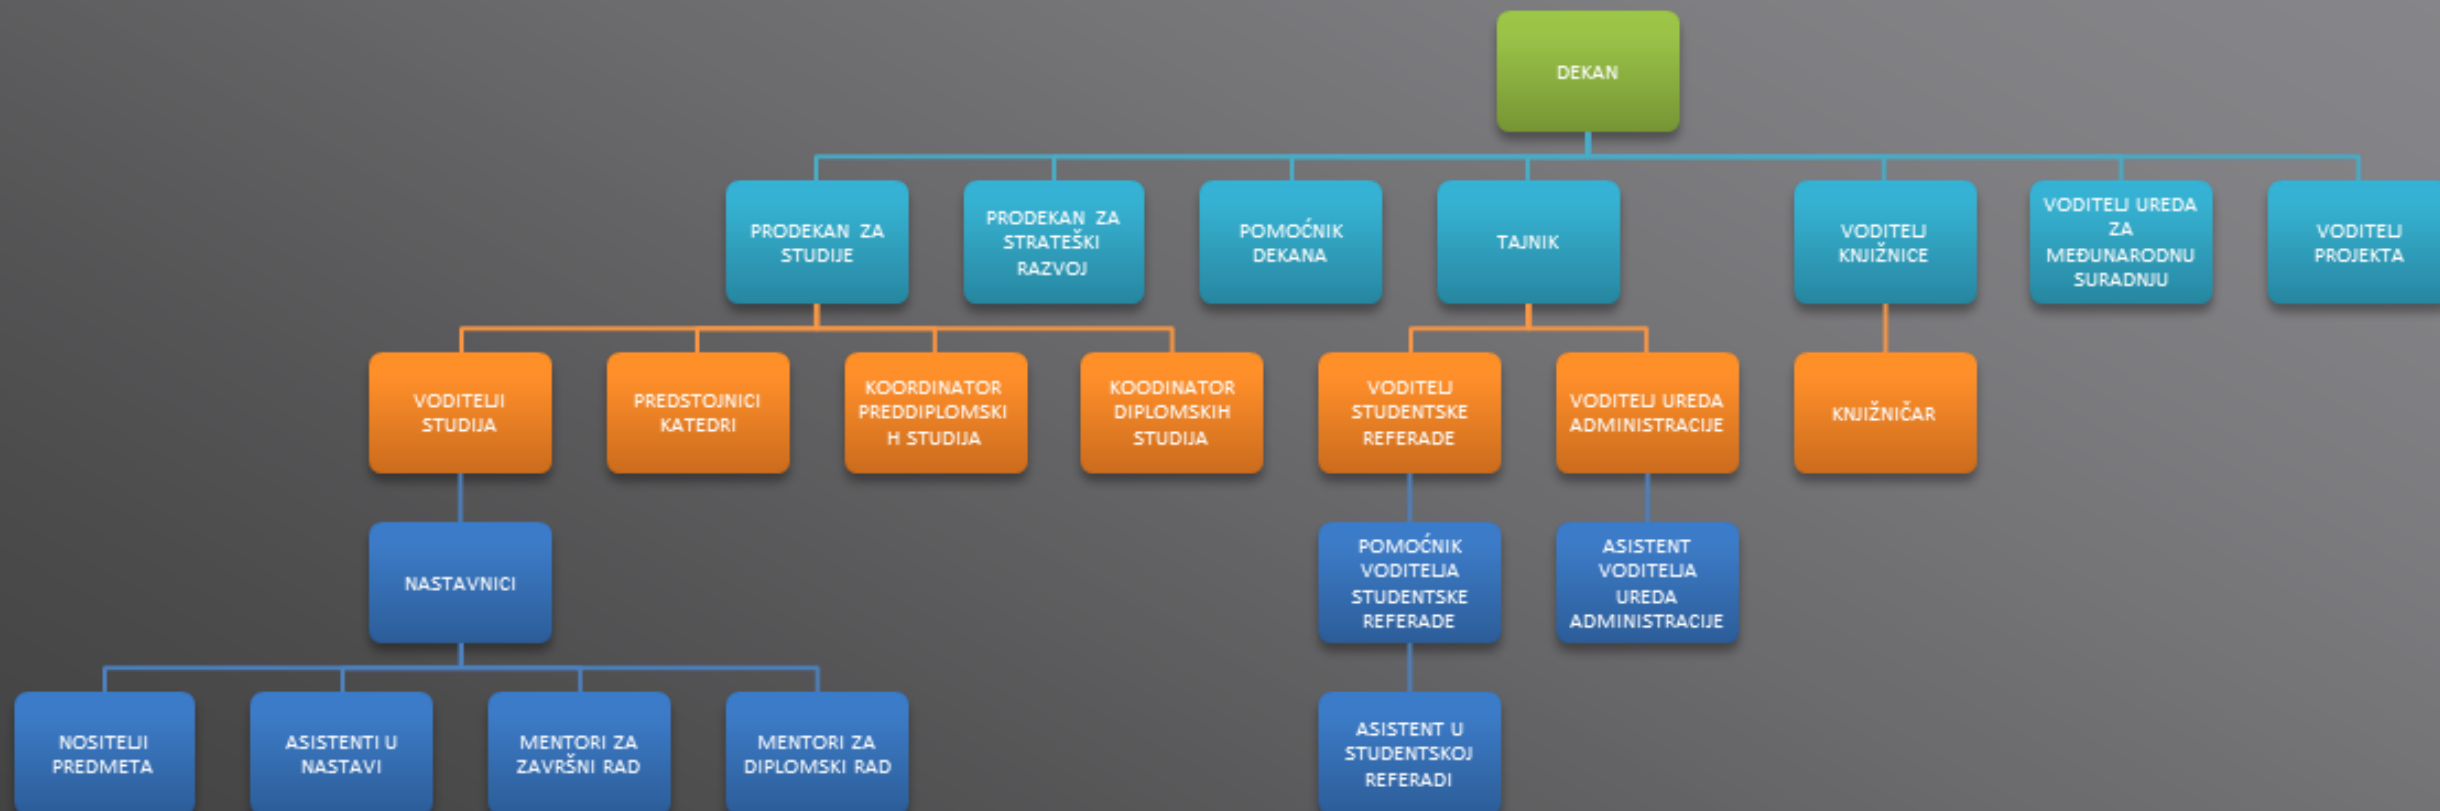 DEKAN
PRODEKAN  ZA
STUDIJE
PRODEKAN  ZA
STRATEŠKI
RAZVOJ
POMOĆNIK
DEKANA
TAJNIK
VODITELJ
KNJIŽNICE
VODITELJ UREDA
ZA
MEĐUNARODNU
SURADNJU
VODITELJ
PROJEKTA
VODITELJI
STUDIJA
PREDSTOJNICI
KATEDRI
KOORDINATOR
PREDDIPLOMSKI
H STUDIJA
KOODINATOR
DIPLOMSKIH
STUDIJA
VODITELJ
STUDENTSKE
REFERADE
VODITELJ UREDA
ADMINISTRACIJE
KNJIŽNIČAR
NASTAVNICI
POMOĆNIK
VODITELJA
STUDENTSKE
REFERADE
ASISTENT
VODITELJA
UREDA
ADMINISTRACIJE
NOSITELJI
PREDMETA
ASISTENTI U
NASTAVI
MENTORI ZA
ZAVRŠNI RAD
MENTORI ZA
DIPLOMSKI RAD
ASISTENT U
STUDENTSKOJ
REFERADI